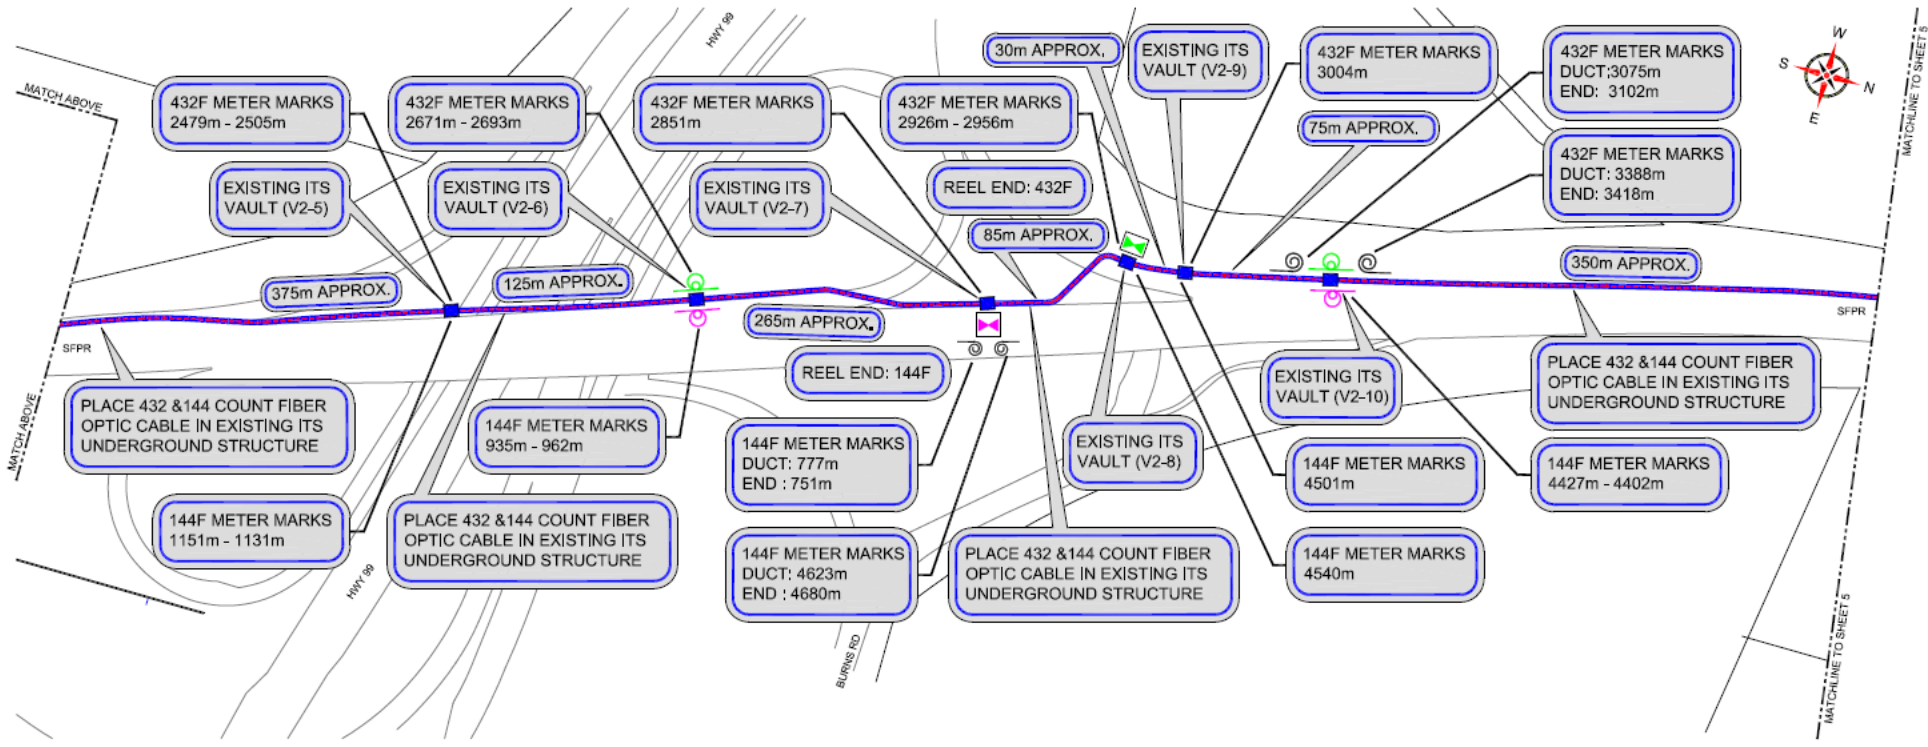 HWY 99
30m APPROX.
EXISTING ITS
VAULT (V2-9)
432F METER MARKS
3004m
432F METER MARKS
DUCT;3075m
END: 3102m
W
S
N
E
MATCHLINE TO SHEET 5
MATCH ABOVE
432F METER MARKS
2479m - 2505m
432F METER MARKS
2671m - 2693m
432F METER MARKS
2851m
432F METER MARKS
2926m - 2956m
75m APPROX.
432F METER MARKS
DUCT: 3388m
END: 3418m
EXISTING ITS
VAULT (V2-5)
EXISTING ITS
VAULT (V2-6)
EXISTING ITS
VAULT (V2-7)
REEL END: 432F
85m APPROX.
375m APPROX.
125m APPROX.
265m APPROX.
350m APPROX.
SFPR
SFPR
REEL END: 144F
PLACE 432 &144 COUNT FIBER
OPTIC CABLE IN EXISTING ITS
UNDERGROUND STRUCTURE
MATCH ABOVE
144F METER MARKS
935m - 962m
144F METER MARKS
DUCT: 777m
END : 751m
EXISTING ITS
VAULT (V2-8)
EXISTING ITS
VAULT (V2-10)
PLACE 432 &144 COUNT FIBER
OPTIC CABLE IN EXISTING ITS
UNDERGROUND STRUCTURE
144F METER MARKS
4501m
144F METER MARKS
4427m - 4402m
144F METER MARKS
1151m - 1131m
PLACE 432 &144 COUNT FIBER
OPTIC CABLE IN EXISTING ITS
UNDERGROUND STRUCTURE
144F METER MARKS
DUCT: 4623m
END : 4680m
PLACE 432 &144 COUNT FIBER
OPTIC CABLE IN EXISTING ITS
UNDERGROUND STRUCTURE
144F METER MARKS
4540m
HWY 99
BURNS RD
MATCHLINE TO SHEET 5